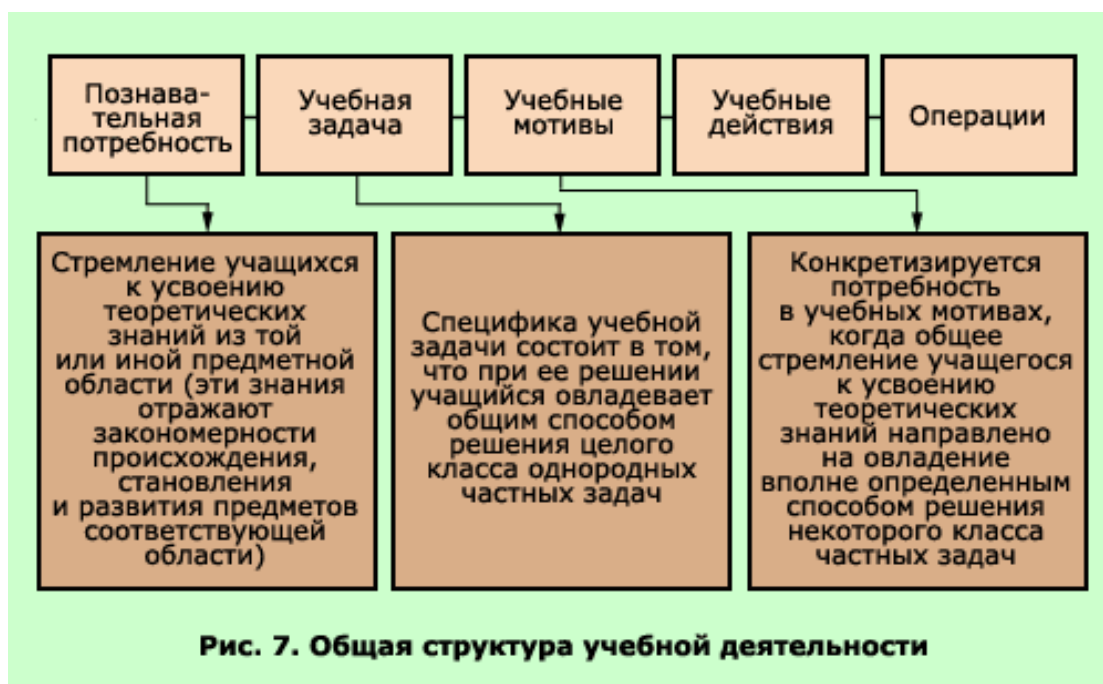 Познава-
тельная
потребность
Учебная
задача
Учебные
мотивы
Учебные
действия
Операции
Стремление учащихся
к усвоению
теоретических
знаний из той
или иной предметной
области (эти знания
отражают
закономерности
происхождения,
становления
и развития предметов
соответствующей
области)
Специфика учебной
задачи состоит в том,
что при ее решении
учащийся овладевает
общим способом
решения целого
класса однородных
частных задач
Конкретизируется
потребность
в учебных мотивах,
когда общее
стремление учащегося
к усвоению
теоретических
знаний направлено
на овладение
вполне определенным
способом решения
некоторого класса
частных задач
Рис. 7. Общая структура учебной деятельности